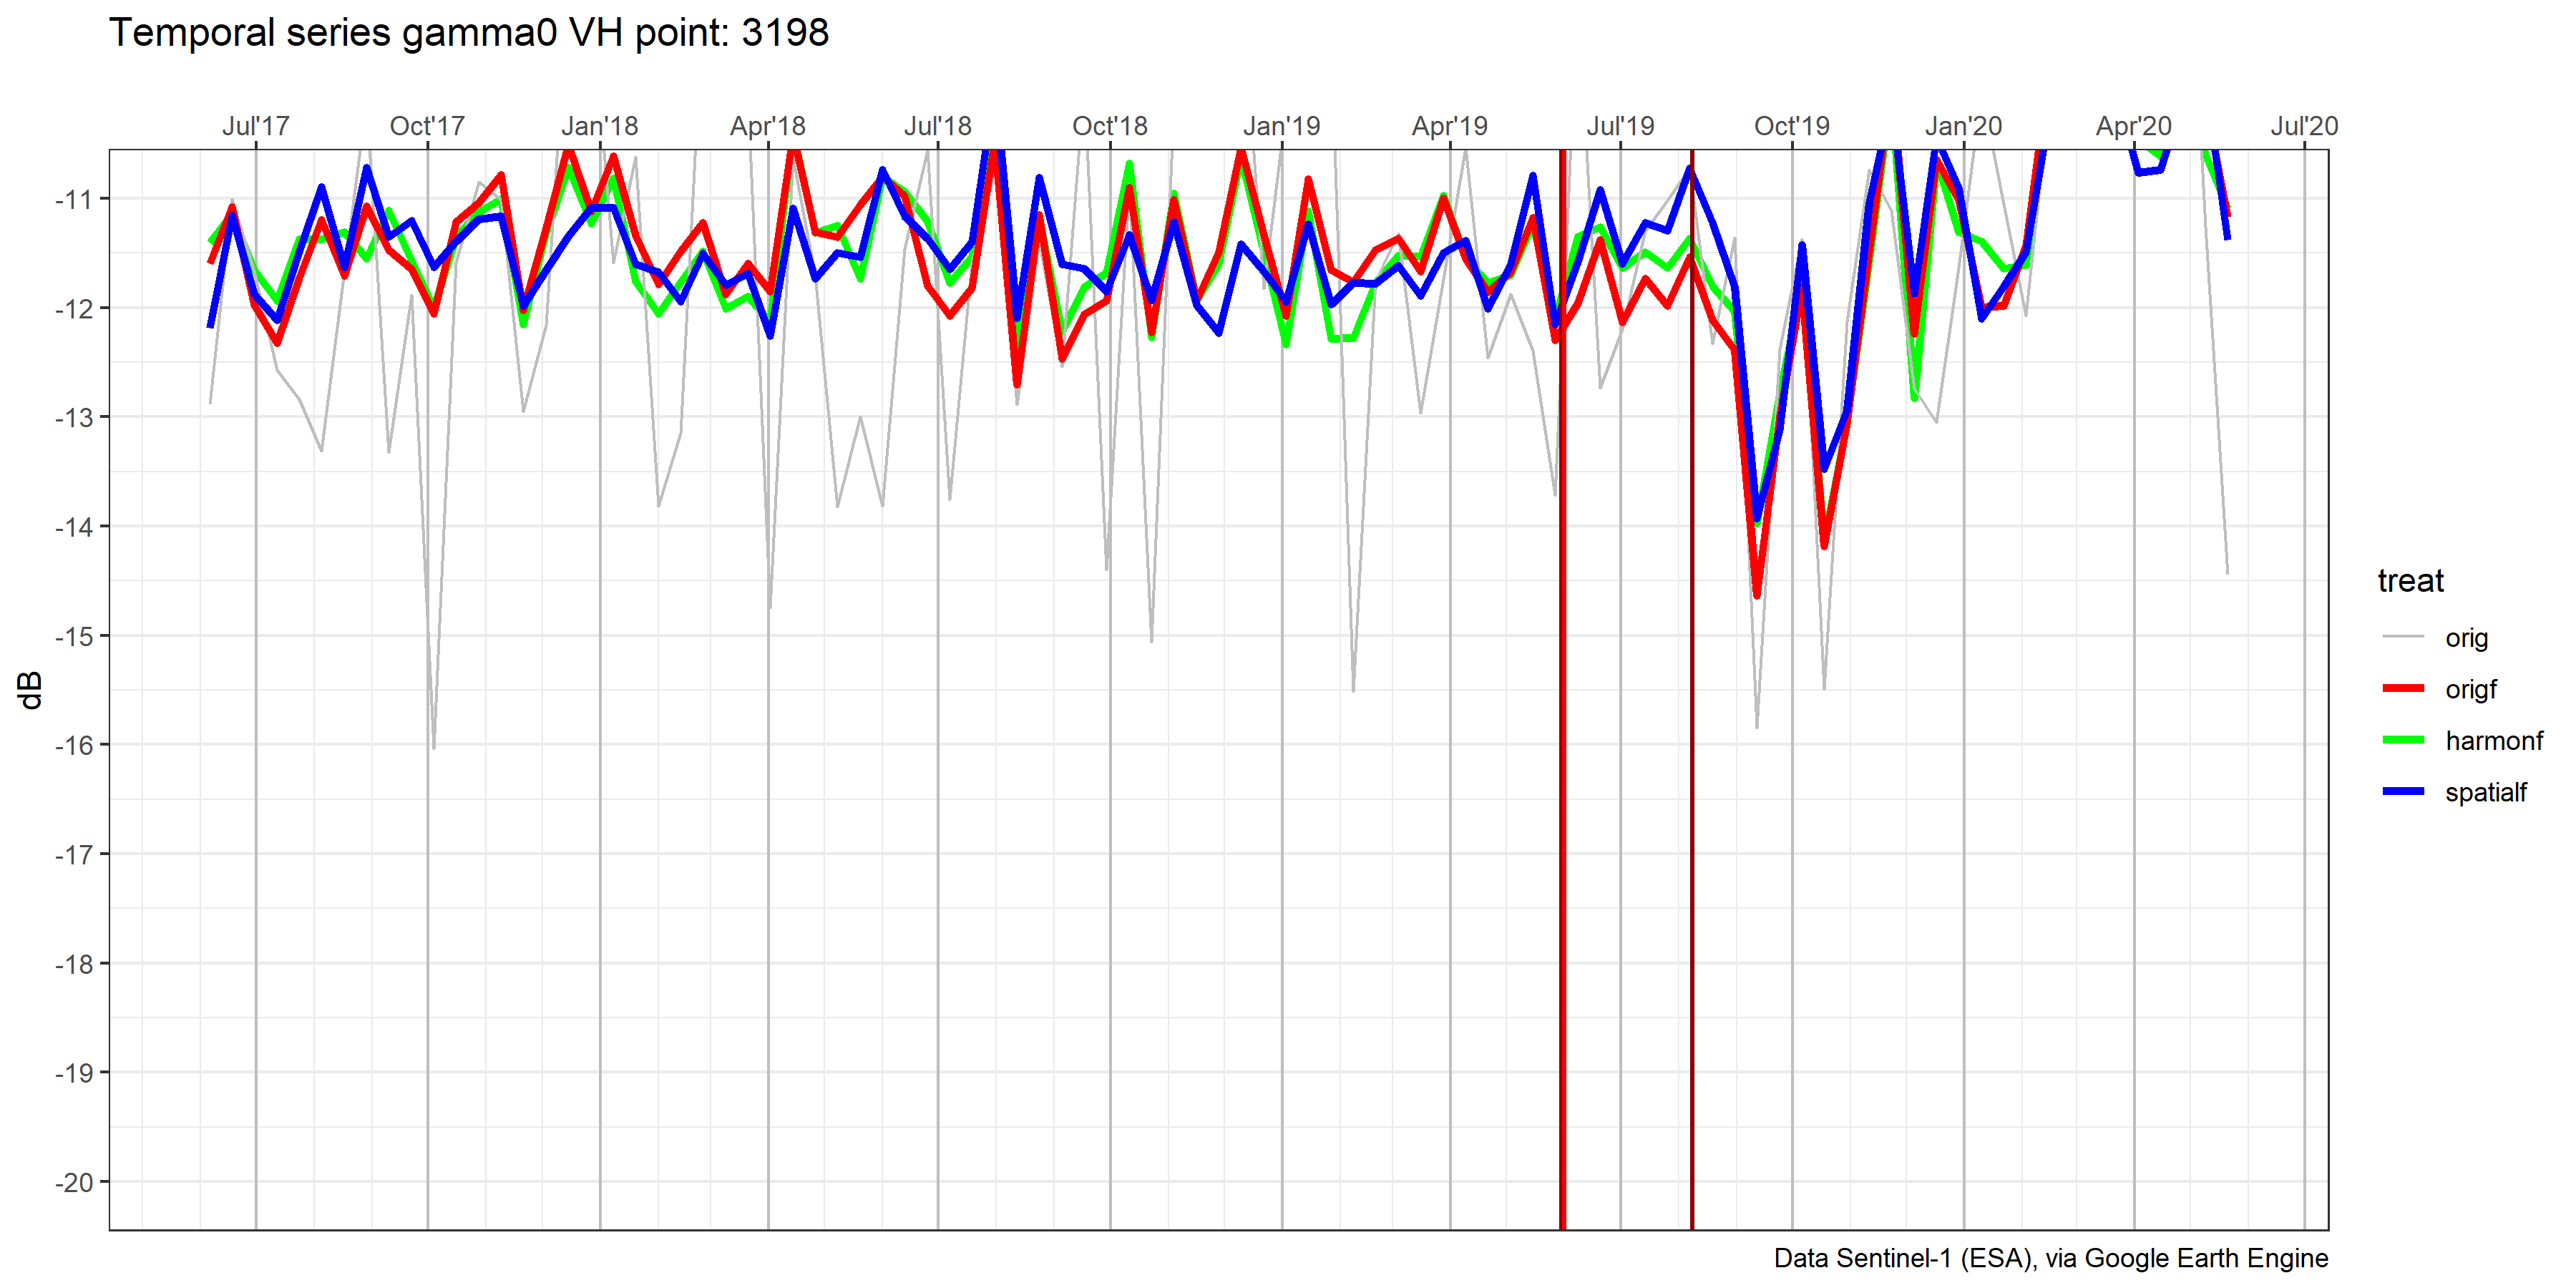 Temporal series gamma0 VH point: 3198
Jul'17 Oct'17 Jan'18 Apr'18 Jul'18 Oct'18 Jan'19 Apr'19 Jul'19 Oct'19 Jan'20 Apr'20 Jul'20
-11
-12
-13
-14
-15
-16
-17
-18
-19
-20
dB
treat
orig
origf
harmonf
spatialf
Data Sentinel-1 (ESA), via Google Earth Engine